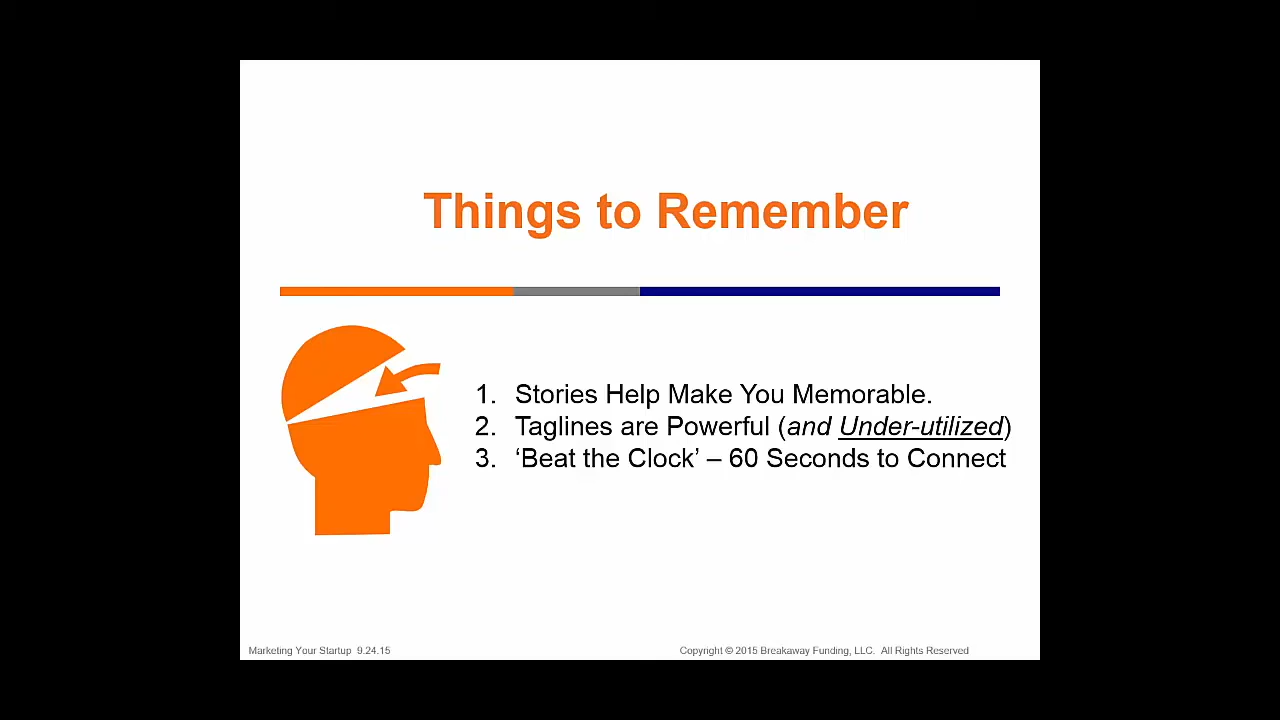 Things to Remember
1. Stories Help Make You Memorable.
2. Taglines are Powerful (and Under-utilized)
3. ‘Beat the Clock’ – 60 Seconds to Connect
Marketing Your Startup 9.24.15
Copyright © 2015 Breakaway Funding, LLC. All Rights Reserved